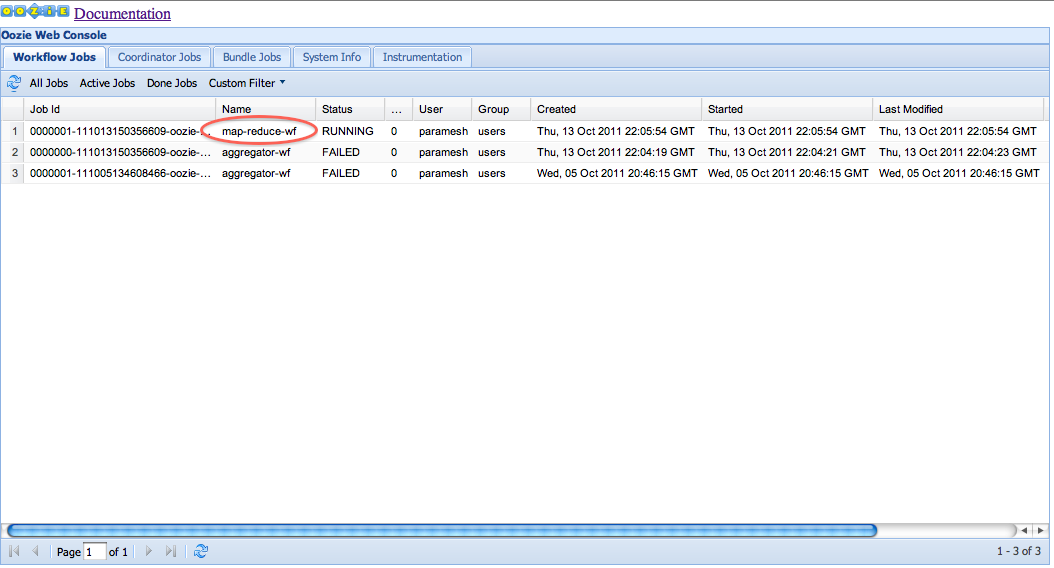 OOZIE Documentation
Oozie Web Console
Workflow Jobs Coordinator Jobs Bundle Jobs System Info Instrumentation
All Jobs Active Jobs Done Jobs Custom Filter
Job Id Name Status ... User Group Created Started Last Modified
1 0000001-111013150356609-oozie-... map-reduce-wf RUNNING 0 paramesh users Thu, 13 Oct 2011 22:05:54 GMT Thu, 13 Oct 2011 22:05:54 GMT Thu, 13 Oct 2011 22:05:54 GMT
2 0000000-111013150356609-oozie-... aggregator-wf FAILED 0 paramesh users Thu, 13 Oct 2011 22:04:19 GMT Thu, 13 Oct 2011 22:04:21 GMT Thu, 13 Oct 2011 22:04:23 GMT
3 0000001-111005134608466-oozie-... aggregator-wf FAILED 0 paramesh users Wed, 05 Oct 2011 20:46:15 GMT Wed, 05 Oct 2011 20:46:15 GMT Wed, 05 Oct 2011 20:46:15 GMT
Page 1 of 1 1 - 3 of 3